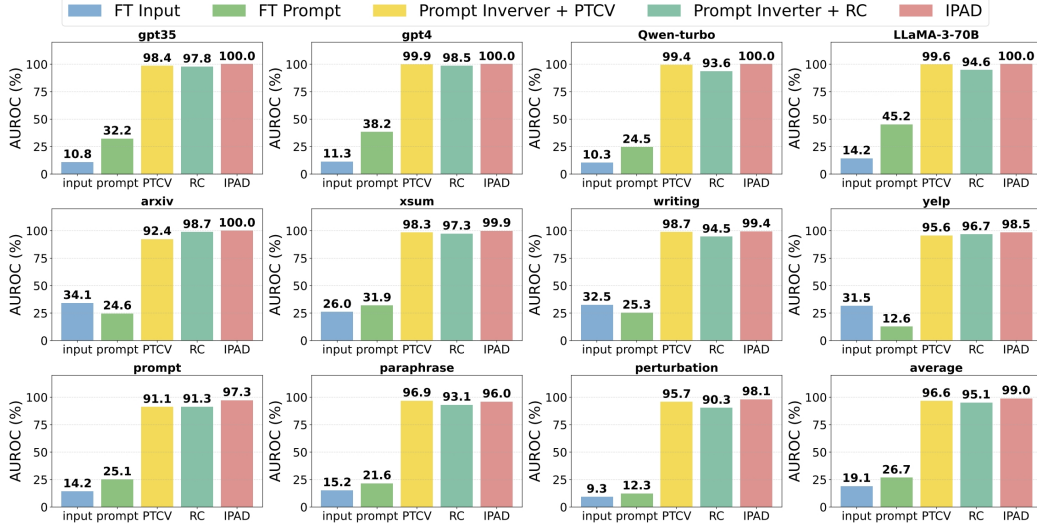 FT Input FT Prompt Prompt Inverver + PTCV Prompt Inverter + RC IPAD
gpt35 gpt4 Qwen-turbo LLaMA-3-70B
AUROC (%) AUROC (%) AUROC (%) AUROC (%)
100 75 50 25 0 100 75 50 25 0 100 75 50 25 0 100 75 50 25 0
10.8 32.2 98.4 97.8 100.0 11.3 38.2 99.9 98.5 100.0 10.3 24.5 99.4 93.6 100.0 14.2 45.2 99.6 94.6 100.0
input prompt PTCV RC IPAD input prompt PTCV RC IPAD input prompt PTCV RC IPAD input prompt PTCV RC IPAD
arxiv xsum writing yelp
AUROC (%) AUROC (%) AUROC (%) AUROC (%)
100 75 50 25 0 100 75 50 25 0 100 75 50 25 0 100 75 50 25 0
34.1 24.6 92.4 98.7 100.0 26.0 31.9 98.3 97.3 99.9 32.5 25.3 98.7 94.5 99.4 31.5 12.6 95.6 96.7 98.5
input prompt PTCV RC IPAD input prompt PTCV RC IPAD input prompt PTCV RC IPAD input prompt PTCV RC IPAD
prompt paraphrase perturbation average
AUROC (%) AUROC (%) AUROC (%) AUROC (%)
100 75 50 25 0 100 75 50 25 0 100 75 50 25 0 100 75 50 25 0
14.2 25.1 91.1 91.3 97.3 15.2 21.6 96.9 93.1 96.0 9.3 12.3 95.7 90.3 98.1 19.1 26.7 96.6 95.1 99.0
input prompt PTCV RC IPAD input prompt PTCV RC IPAD input prompt PTCV RC IPAD input prompt PTCV RC IPAD